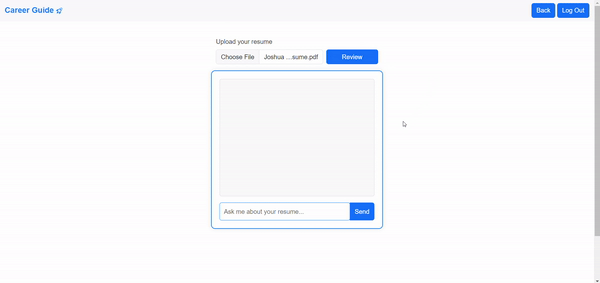 Career Guide 🚀
Back
Log Out
Upload your resume
Choose File
Joshua ...sume.pdf
Review
Ask me about your resume...
Send